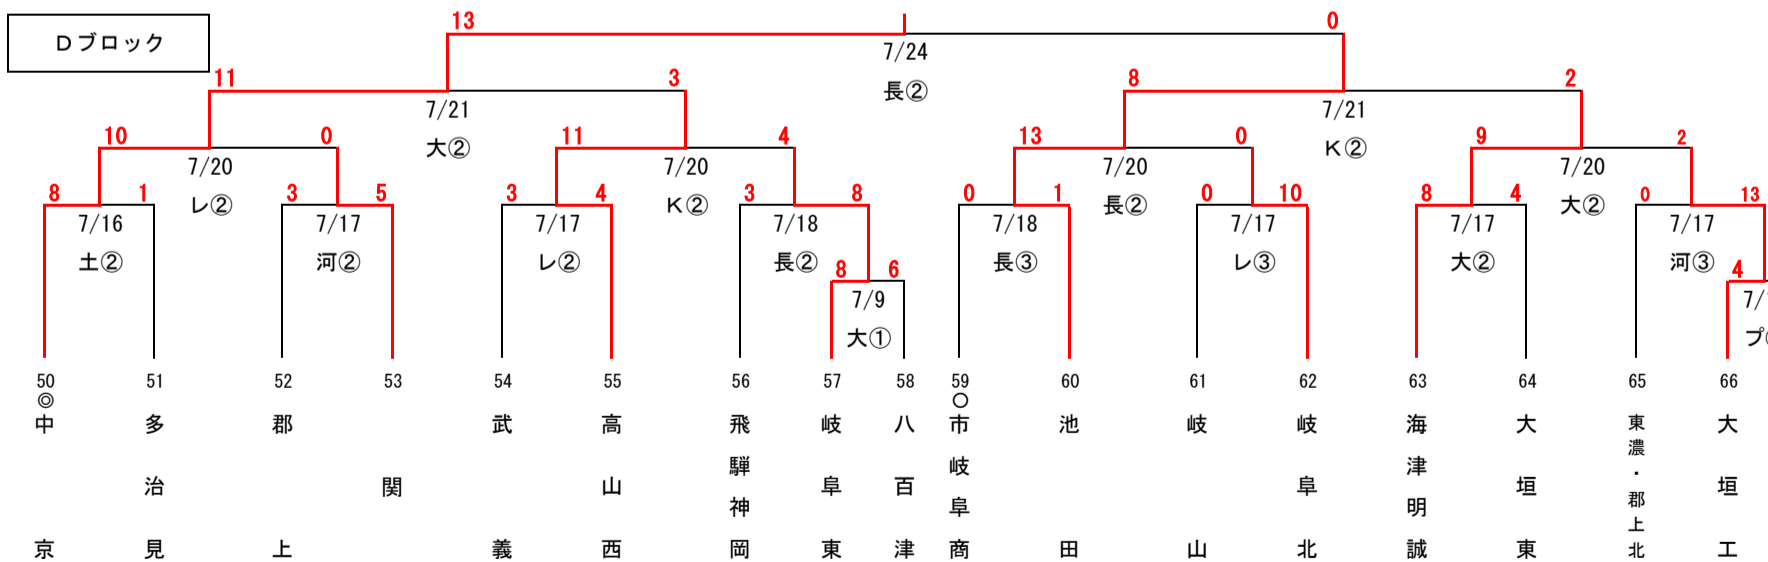 Dブロック
13 0
7/24
長②
11 3 8 2
7/21 7/21
大② K②
10 0 11 4 13 0 9 2
7/20 7/20 7/20 7/20
レ② K② 長② 大②
8 1 3 5 3 4 3 8 0 1 0 10 8 4 0 13
7/16 7/17 7/17 7/18 7/18 7/17 7/17 7/17
土② 河② レ② 長② 長③ レ③ 大② 河③
8 6 4
7/9
大①
50 51 52 53 54 55 56 57 58 59 60 61 62 63 64 65 66
◎ ○
中京
多治見
郡上
関
武義
高山西
飛騨神岡
岐阜東
八百津
市岐阜商
池田
岐山
岐阜北
海津明誠
大垣東
東濃・郡上北
大垣工